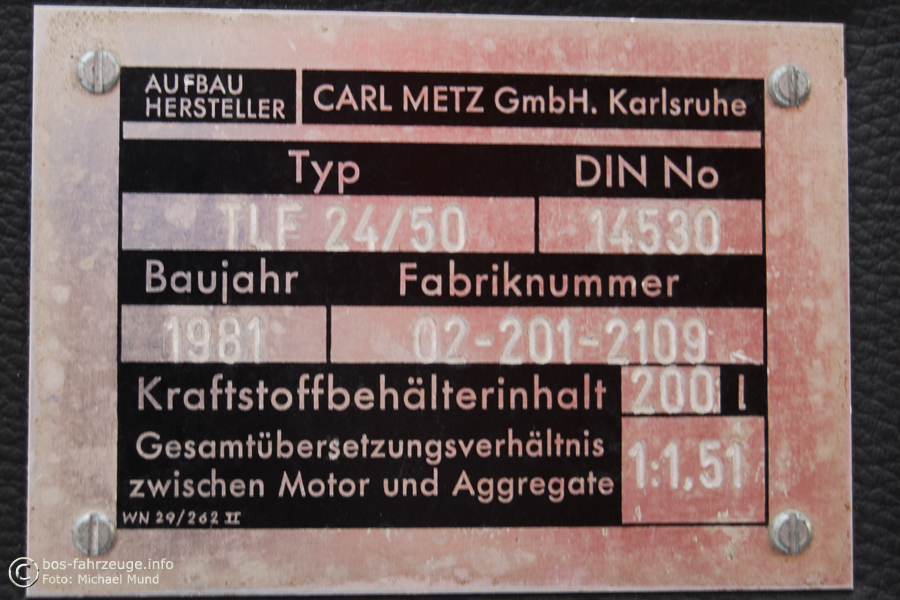 AUFBAU
HERSTELLER
CARL METZ GmbH. Karlsruhe
Typ
DIN No
TLF 24/50
14530
Baujahr
Fabriknummer
1981
02-201-2109
Kraftstoffbehälterinhalt 200 l
Gesamtübersetzungsverhältnis
zwischen Motor und Aggregate
1:1,51
WN 29/262 II
© bos-fahrzeuge.info
Foto: Michael Mund